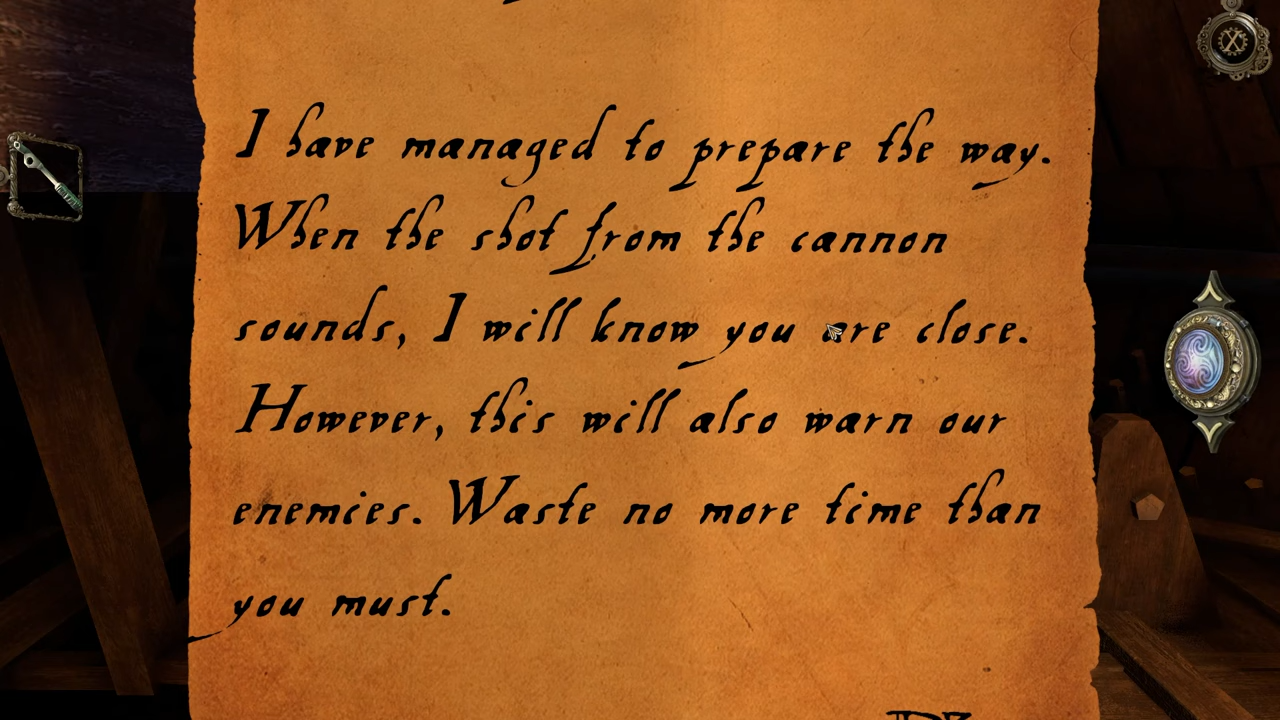 I have managed to prepare the way.
When the shot from the cannon
sounds, I will know you are close.
However, this will also warn our
enemies. Waste no more time than
you must.